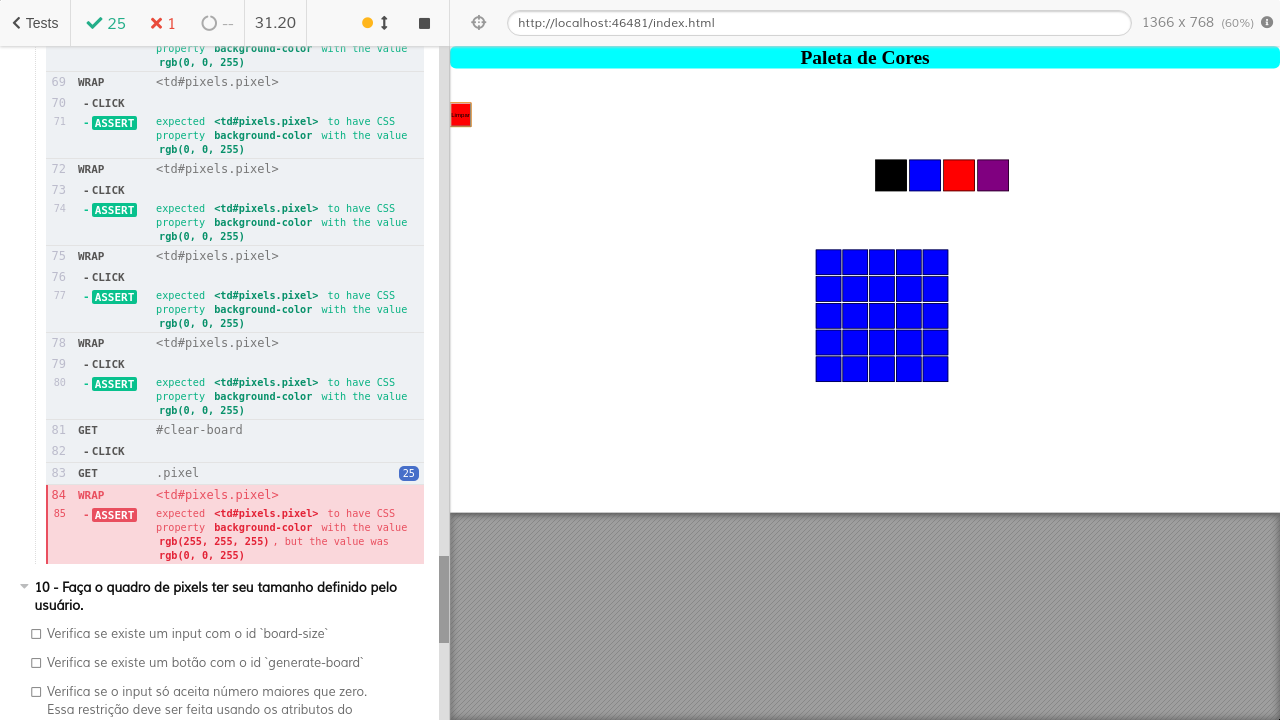 Tests
25
1
--
31.20
http://localhost:46481/index.html
1366 x 768 (60%)
property background-color with the value
rgb(0, 0, 255)
69 WRAP <td#pixels.pixel>
70 -CLICK
71 -ASSERT expected <td#pixels.pixel> to have CSS
property background-color with the value
rgb(0, 0, 255)
72 WRAP <td#pixels.pixel>
73 -CLICK
74 -ASSERT expected <td#pixels.pixel> to have CSS
property background-color with the value
rgb(0, 0, 255)
75 WRAP <td#pixels.pixel>
76 -CLICK
77 -ASSERT expected <td#pixels.pixel> to have CSS
property background-color with the value
rgb(0, 0, 255)
78 WRAP <td#pixels.pixel>
79 -CLICK
80 -ASSERT expected <td#pixels.pixel> to have CSS
property background-color with the value
rgb(0, 0, 255)
81 GET #clear-board
82 -CLICK
83 GET .pixel 25
84 WRAP <td#pixels.pixel>
85 -ASSERT expected <td#pixels.pixel> to have CSS
property background-color with the value
rgb(255, 255, 255) , but the value was
rgb(0, 0, 255)
10 - Faça o quadro de pixels ter seu tamanho definido pelo
usuário.
Verifica se existe um input com o id `board-size`
Verifica se existe um botão com o id `generate-board`
Verifica se o input só aceita número maiores que zero.
Essa restrição deve ser feita usando os atributos do
Paleta de Cores
Limpar